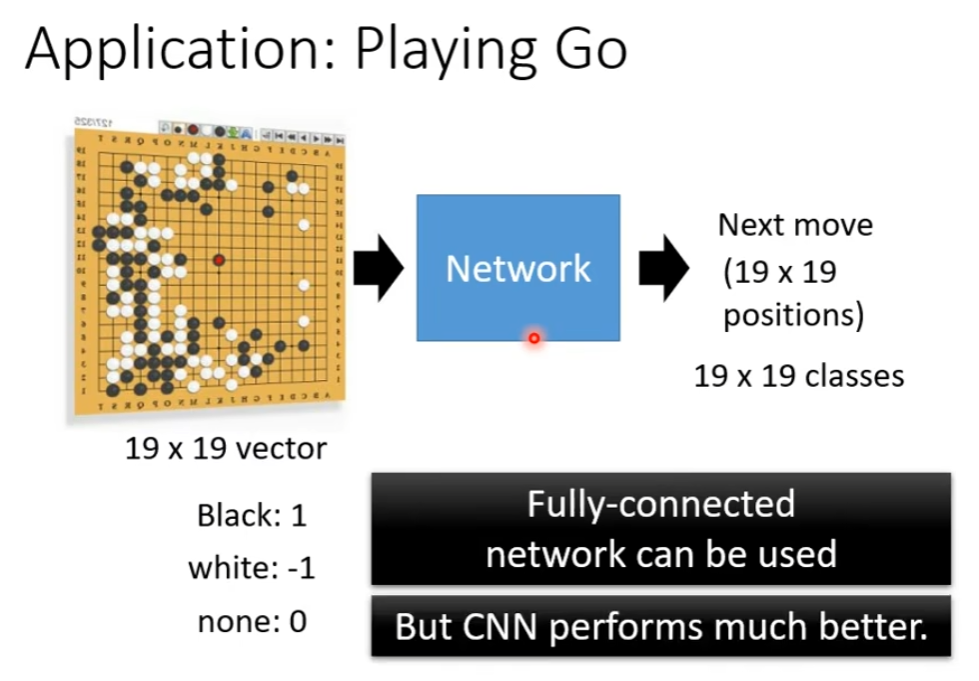 Application: Playing Go
Network
Next move
(19 x 19
positions)
19 x 19 classes
19 x 19 vector
Black: 1
white: -1
none: 0
Fully-connected
network can be used
But CNN performs much better.